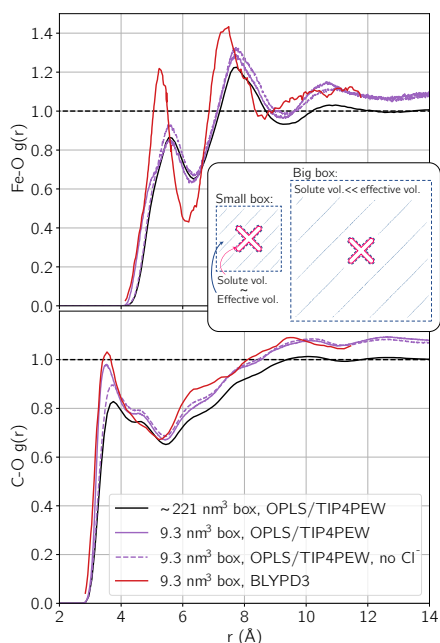 Fe-O g(r)
1.4
1.2
1.0
0.8
0.6
0.4
0.2
0.0
Small box:
Solute vol.
~
Effective vol.
Big box:
Solute vol.<< effective vol.
C-O g(r)
1.0
0.8
0.6
0.4
0.2
0.0
~221 nm³ box, OPLS/TIP4PEW
9.3 nm³ box, OPLS/TIP4PEW
9.3 nm³ box, OPLS/TIP4PEW, no Cl⁻
9.3 nm³ box, BLYPD3
2 4 6 8 10 12 14
r (Å)